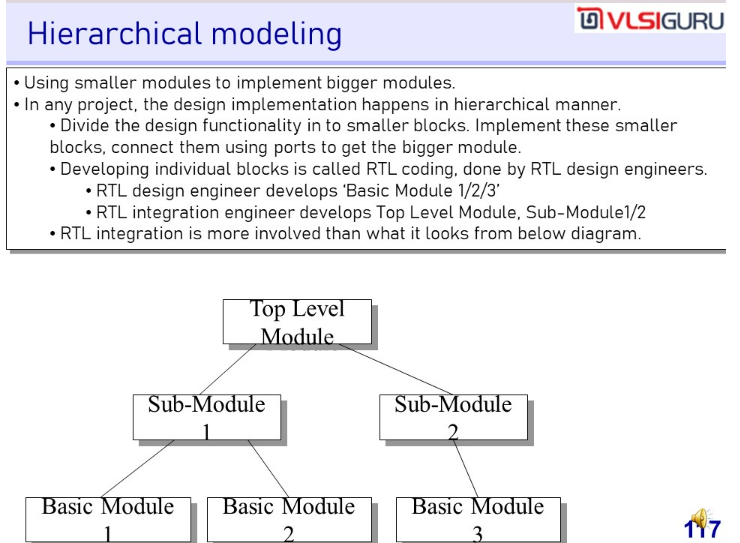 Hierarchical modeling
VLSIGURU
• Using smaller modules to implement bigger modules.
• In any project, the design implementation happens in hierarchical manner.
• Divide the design functionality in to smaller blocks. Implement these smaller
blocks, connect them using ports to get the bigger module.
• Developing individual blocks is called RTL coding, done by RTL design engineers.
• RTL design engineer develops ‘Basic Module 1/2/3’
• RTL integration engineer develops Top Level Module, Sub-Module1/2
• RTL integration is more involved than what it looks from below diagram.
Top Level
Module
Sub-Module
1
Sub-Module
2
Basic Module
1
Basic Module
2
Basic Module
3
117